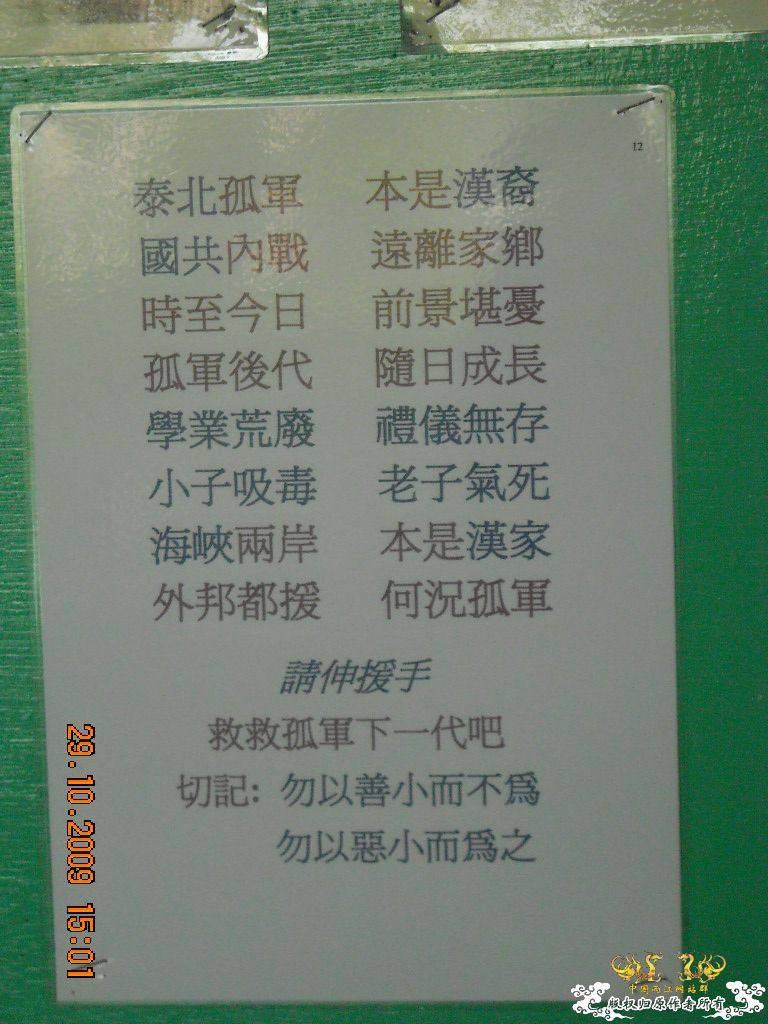 12
泰北孤軍 本是漢裔
國共內戰 遠離家鄉
時至今日 前景堪憂
孤軍後代 隨日成長
學業荒廢 禮儀無存
小子吸毒 老子氣死
海峽兩岸 本是漢家
外邦都援 何況孤軍
請伸援手
救救孤軍下一代吧
切記: 勿以善小而不為
勿以惡小而為之
29.10.2009 15:01
版权归原作者所有